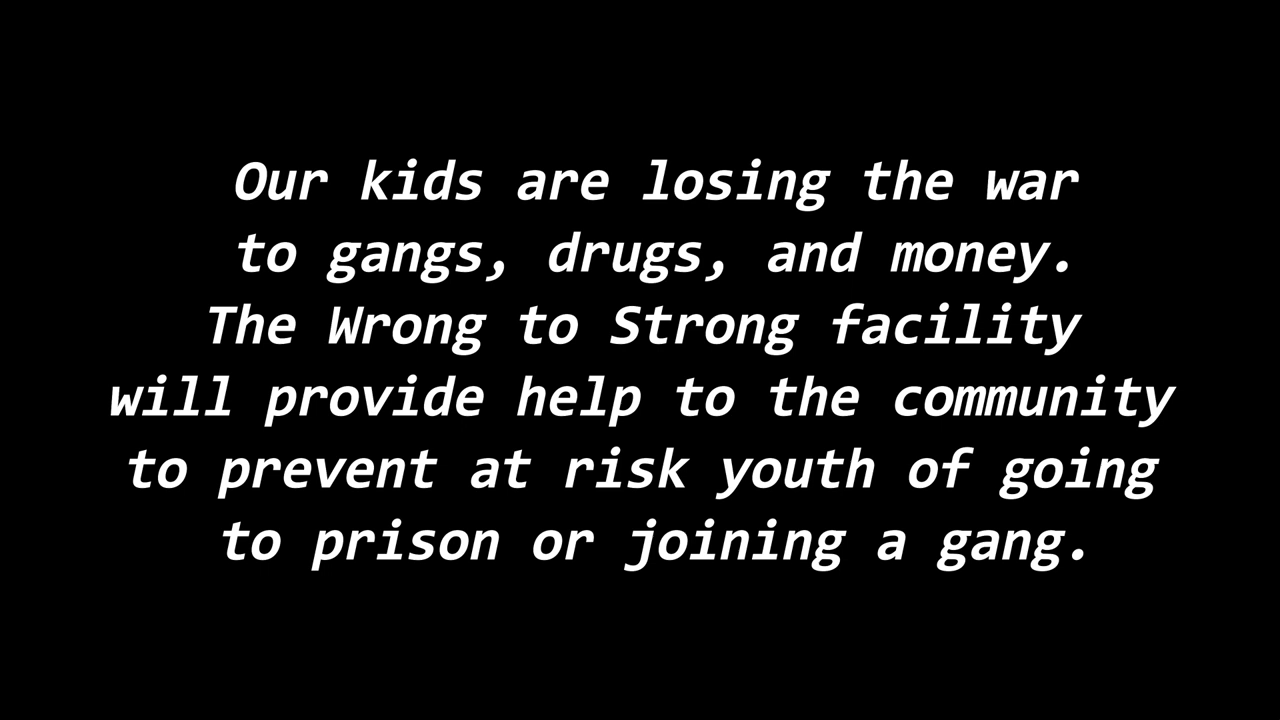 Our kids are losing the war
to gangs, drugs, and money.
The Wrong to Strong facility
will provide help to the community
to prevent at risk youth of going
to prison or joining a gang.